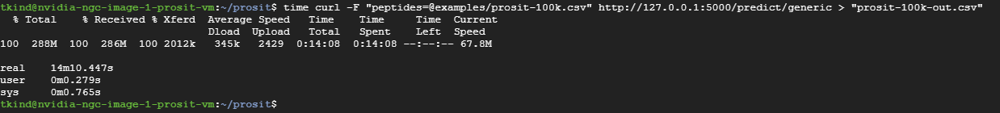 tkind@nvidia-ngc-image-1-prosit-vm:~/prosit$ time curl -F "peptides=@examples/prosit-100k.csv" http://127.0.0.1:5000/predict/generic > "prosit-100k-out.csv"
  % Total    % Received % Xferd  Average Speed   Time    Time     Time  Current
                                 Dload  Upload   Total   Spent    Left  Speed
100  288M  100  286M  100 2012k   345k   2429  0:14:08  0:14:08 --:--:-- 67.8M
real    14m10.447s
user    0m0.279s
sys     0m0.765s
tkind@nvidia-ngc-image-1-prosit-vm:~/prosit$